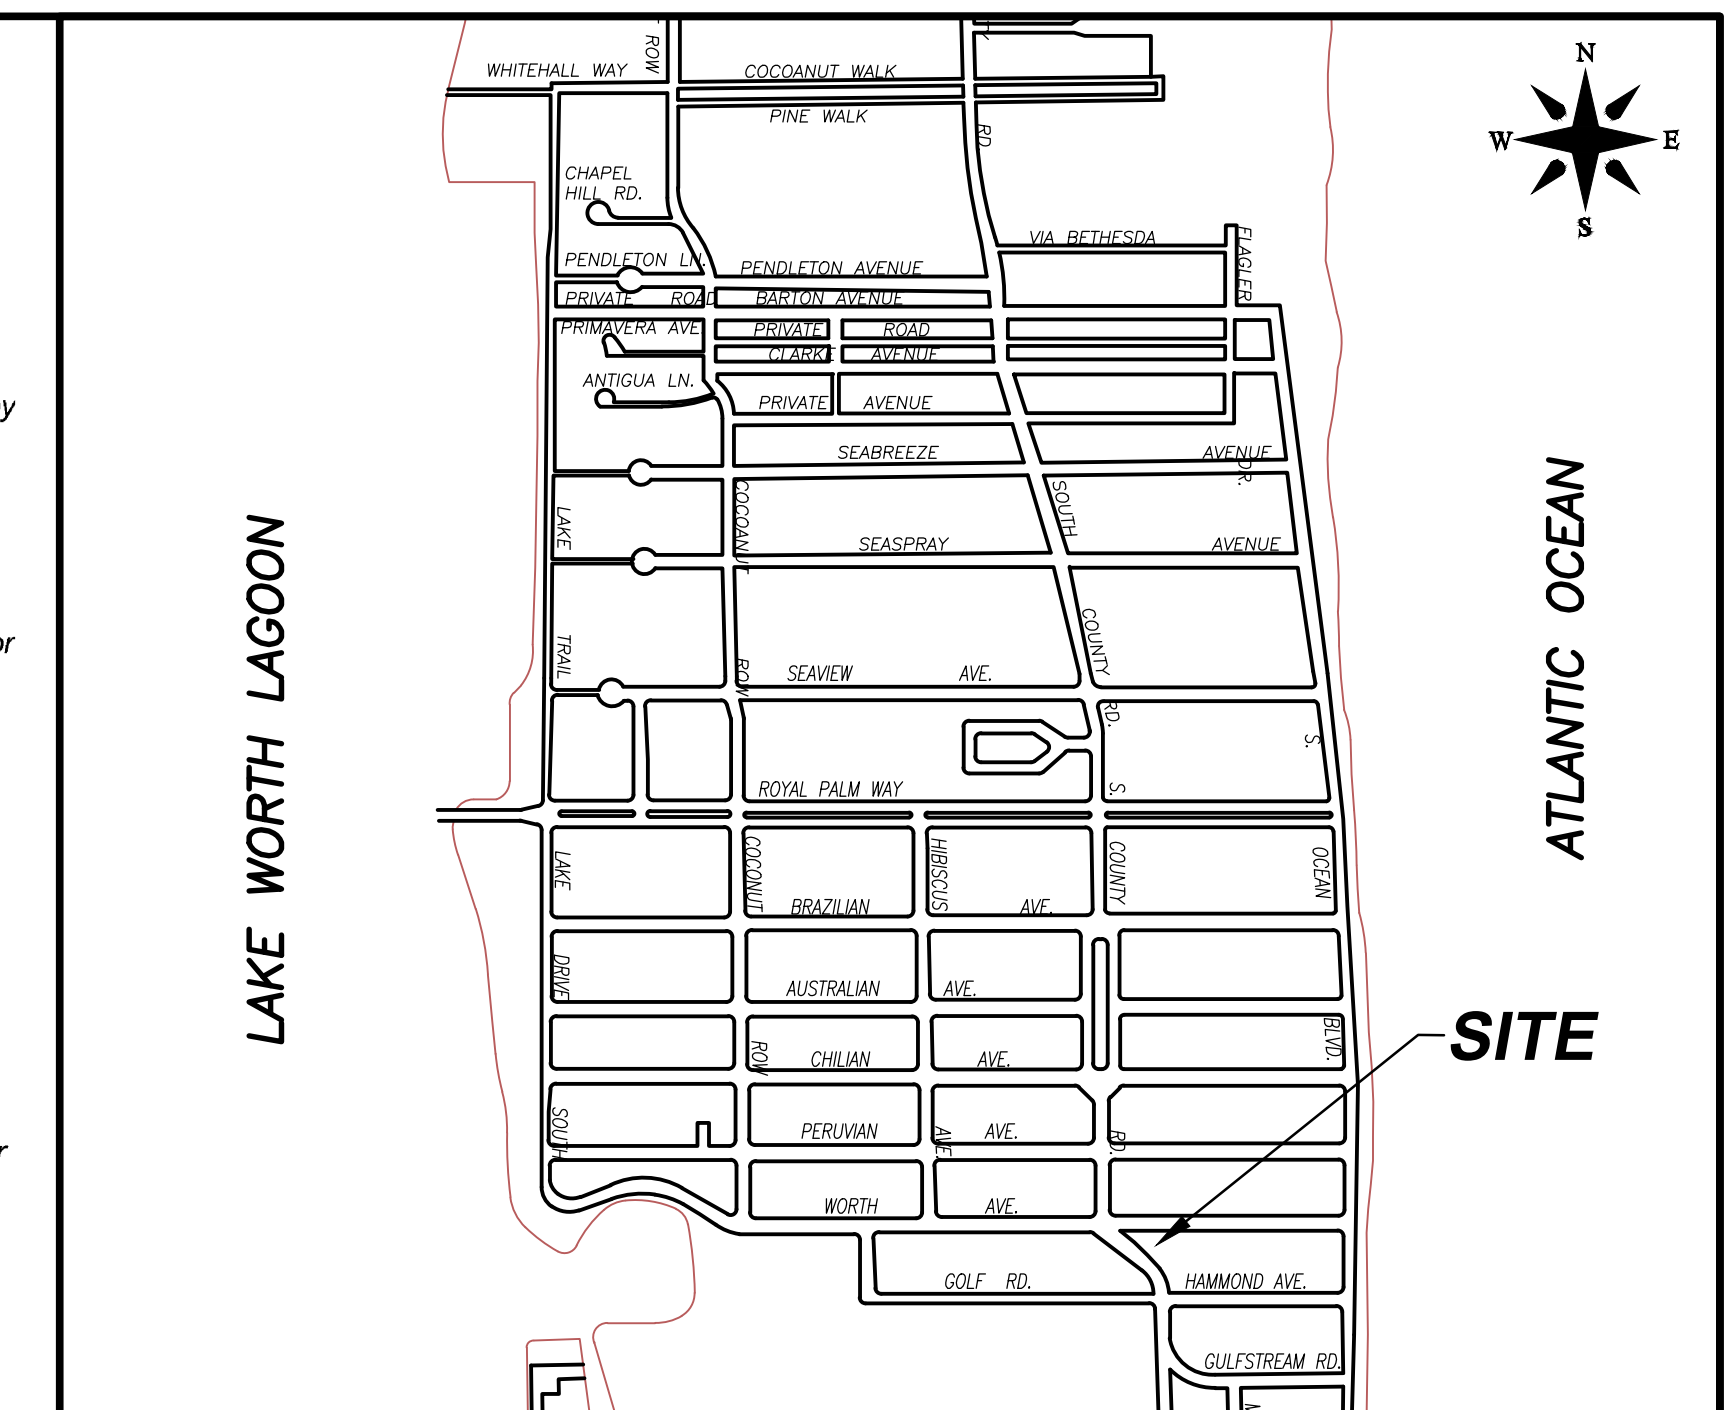 ROW
WHITEHALL WAY
COCOANUT WALK
PINE WALK
RD.
N
W
E
S
CHAPEL
HILL RD.
VIA BETHESDA
FLAGLER
PENDLETON LN.
PENDLETON AVENUE
PRIVATE ROAD
BARTON AVENUE
PRIMAVERA AVE.
PRIVATE ROAD
CLARKE AVENUE
ANTIGUA LN.
PRIVATE AVENUE
SEABREEZE AVENUE
DR.
LAKE
COCOANUT
SOUTH
SEASPRAY AVENUE
TRAIL
ROW
COUNTY
SEAVIEW AVE.
RD.
S.
ROYAL PALM WAY
S.
LAKE WORTH LAGOON
ATLANTIC OCEAN
LAKE
COCONUT
HIBISCUS
COUNTY
OCEAN
BRAZILIAN AVE.
DRIVE
AUSTRALIAN AVE.
ROW
CHILIAN AVE.
BLVD.
SITE
SOUTH
PERUVIAN AVE.
AVE.
RD.
WORTH AVE.
GOLF RD.
HAMMOND AVE.
GULFSTREAM RD.